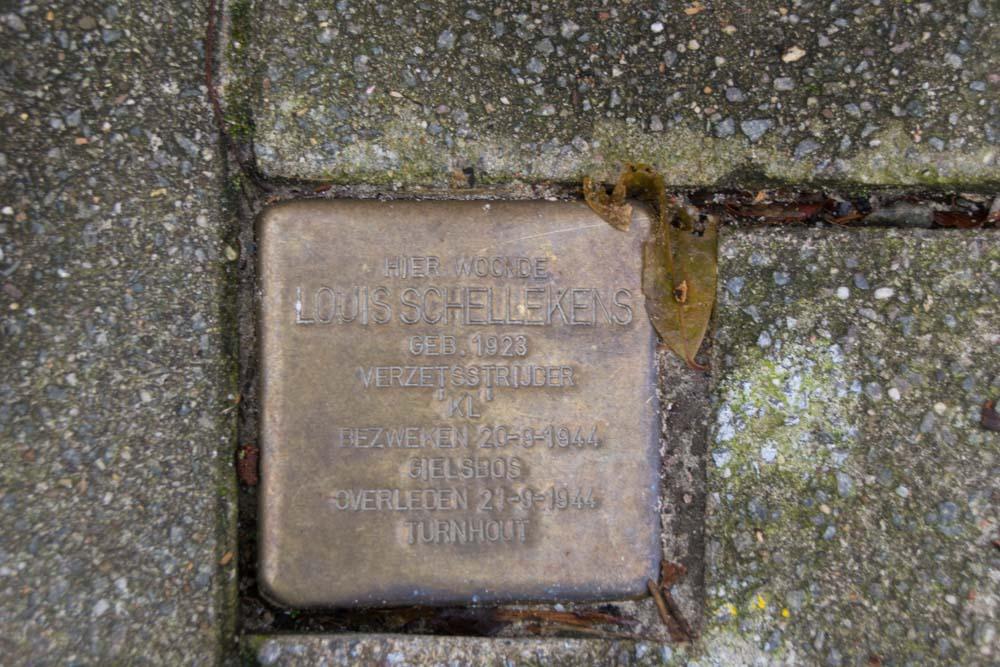 HIER WOONDE
LOUIS SCHELLEKENS
GEB. 1923
VERZETSSTRIJDER
"KL"
BEZWEKEN 20-9-1944
GIELSBOS
OVERLEDEN 21-9-1944
TURNHOUT